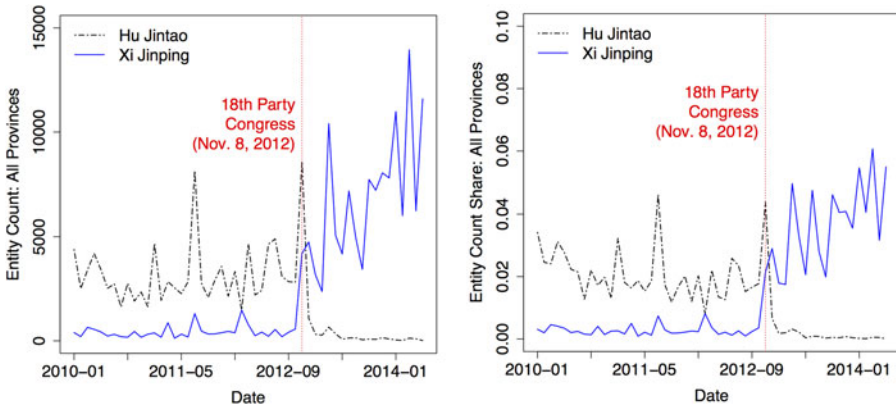 Entity Count: All Provinces
15000
10000
5000
0
Hu Jintao
Xi Jinping
18th Party
Congress
(Nov. 8, 2012)
2010−01
2011−05
2012−09
2014−01
Date
Entity Count Share: All Provinces
0.10
0.08
0.06
0.04
0.02
0.00
Hu Jintao
Xi Jinping
18th Party
Congress
(Nov. 8, 2012)
2010−01
2011−05
2012−09
2014−01
Date